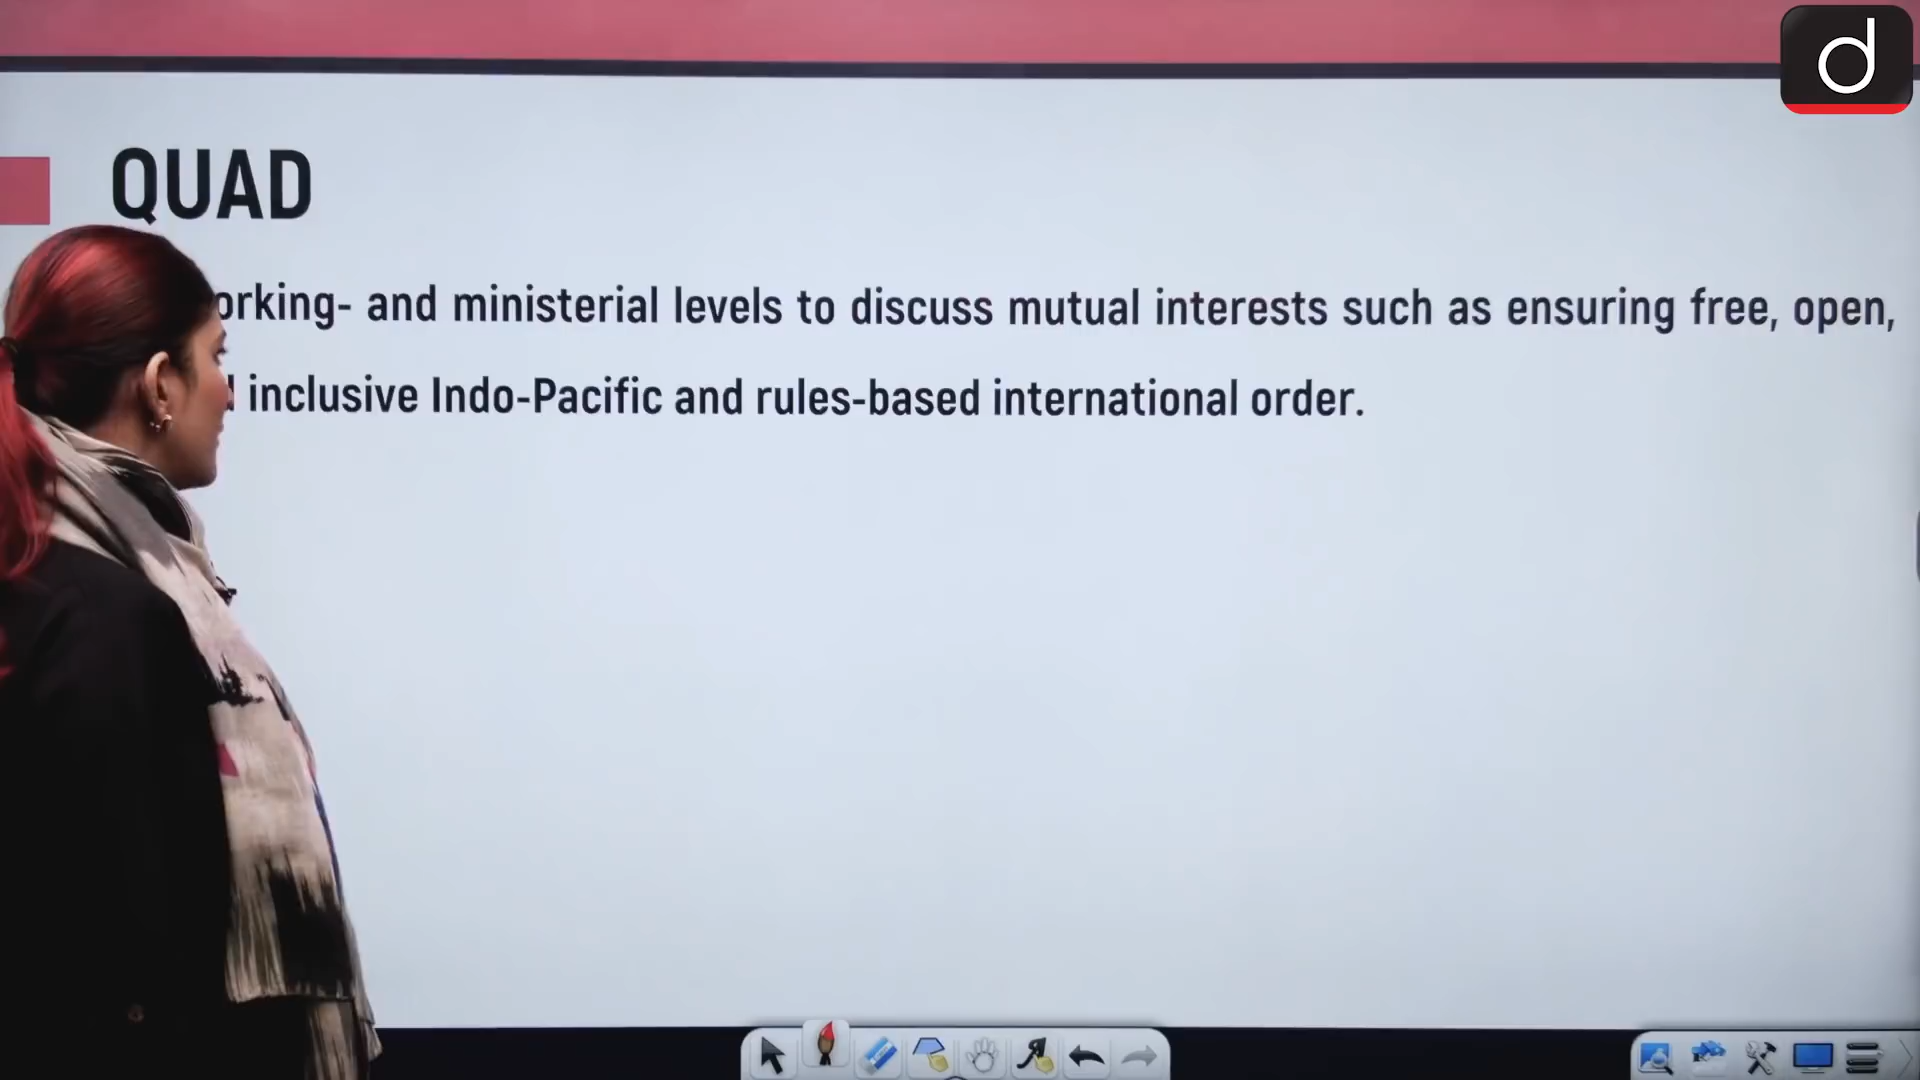 d
QUAD
orking- and ministerial levels to discuss mutual interests such as ensuring free, open,
inclusive Indo-Pacific and rules-based international order.